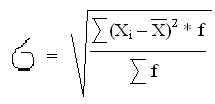 σ = √(∑(Xᵢ – X̅)² * f / ∑ f)